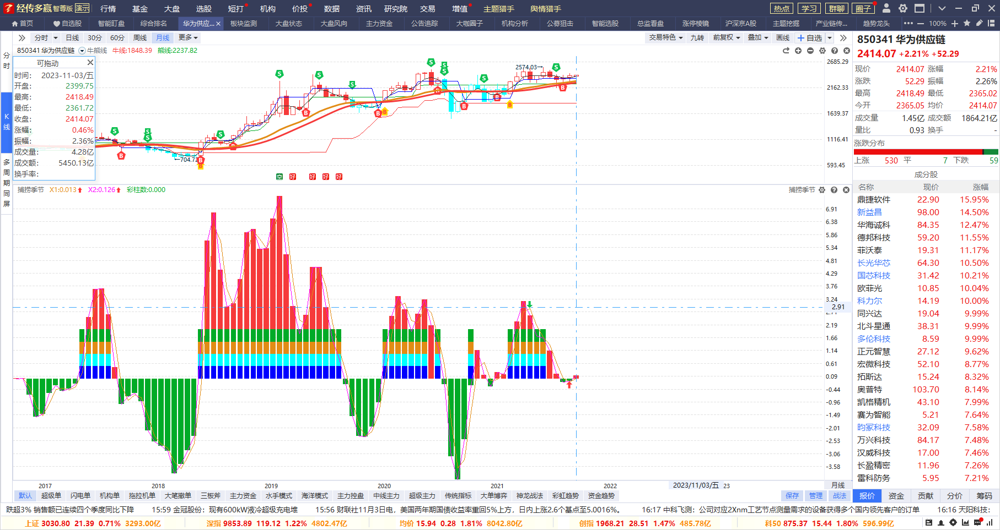 经传多赢 智尊版 演示 行情 基金 大盘 选股 短打 机构 价投 数据 资讯 研究院 交易 增值 主题猎手 舆情猎手 热点 学习 群聊 圈子
首页 自选股 智能盯盘 综合排名 华为供应... 板块监测 大盘状态 大盘风向 主力资金 公告追踪 大咖圈子 机构分析 公募狙击 智能选股 总监看盘 涨停棱镜 沪深京A股 主题挖掘 产业链传... 趋势龙头 100%
分时 日线 30分 60分 周线 月线 更多 交易特色 九转 前复权 叠加 画线 自选
850341 华为供应链 牛熊线 牛线:1848.39 熊线:2237.82
850341 华为供应链
2414.07 +2.21% +52.29
分时
K线
多周期同屏
可拖动
时间: 2023-11-03/五
开盘: 2399.75
最高: 2418.49
最低: 2361.72
收盘: 2414.07
涨幅: 0.46%
振幅: 2.36%
成交量: 4.28亿
成交额: 5450.13亿
换手率:
2574.03
704.72
空 好 好 好 好
2685.29
2162.33
1639.37
1116.41
593.45
捕捞季节 X1:0.013 X2:0.126 彩柱数:0.000
捕捞季节
6.91
6.38
5.86
5.34
4.81
4.29
3.76
3.24
2.91
2.71
2.19
1.66
1.14
0.61
0.09
-0.44
-0.96
-1.49
-2.01
-2.53
-3.06
-3.58
2017 2018 2019 2020 2021 2022 2023/11/03/五 23 月线
默认 超级单 闪电单 机构单 拖拉机单 大笔撤单 三板斧 主力资金 水手模式 海洋模式 主力控盘 中线主力 超级主力 传统指标 大单博弈 神龙战法 彩虹趋势 资金趋势 保存 管理 战法
现价 2414.07 涨幅 2.21%
涨跌 52.29 振幅 2.26%
最高 2418.49 最低 2365.02
今开 2365.05 均价 2414.07
成交量 1.45亿 成交额 1864.21亿
量比 0.93 换手 -
涨跌分布
上涨 530 平 7 下跌 59
成分股
名称 现价 涨幅
鼎捷软件 22.90 15.95%
新益昌 98.00 14.50%
华海诚科 84.35 12.47%
德邦科技 59.20 11.55%
菲沃泰 19.31 11.17%
长光华芯 64.30 10.50%
国芯科技 31.42 10.21%
欧菲光 10.85 10.04%
科力尔 14.19 10.00%
同兴达 19.04 9.99%
北斗星通 38.31 9.99%
多伦科技 8.59 9.99%
正元智慧 27.12 9.62%
宏微科技 52.10 8.77%
拓斯达 15.24 8.32%
奥普特 103.70 8.14%
凯格精机 43.10 7.99%
赛为智能 5.21 7.64%
昀冢科技 32.09 7.58%
万兴科技 84.17 7.48%
汉威科技 17.00 7.46%
长盈精密 11.96 7.26%
雷科防务 5.95 7.21%
报价 资金 贡献 分价 筹码
跌超3% 销售额已连续四个季度同比下降 15:59 金冠股份：现有600kW液冷超级充电堆 15:56 财联社11月3日电，美国两年期国债收益率重回5%上方，日内上涨2.6个基点至5.0016%。 16:17 中科飞测：公司对应2Xnm工艺节点测量需求的设备获得多个国内领先客户的订单 16:16 天阳科技：
上证 3030.80 21.39 0.71% 3293.00亿 深指 9853.89 119.12 1.22% 4802.47亿 均价 15.94 0.28 1.81% 8042.80亿 创指 1968.21 28.51 1.47% 485.78亿 科50 875.37 15.44 1.80% 596.99亿